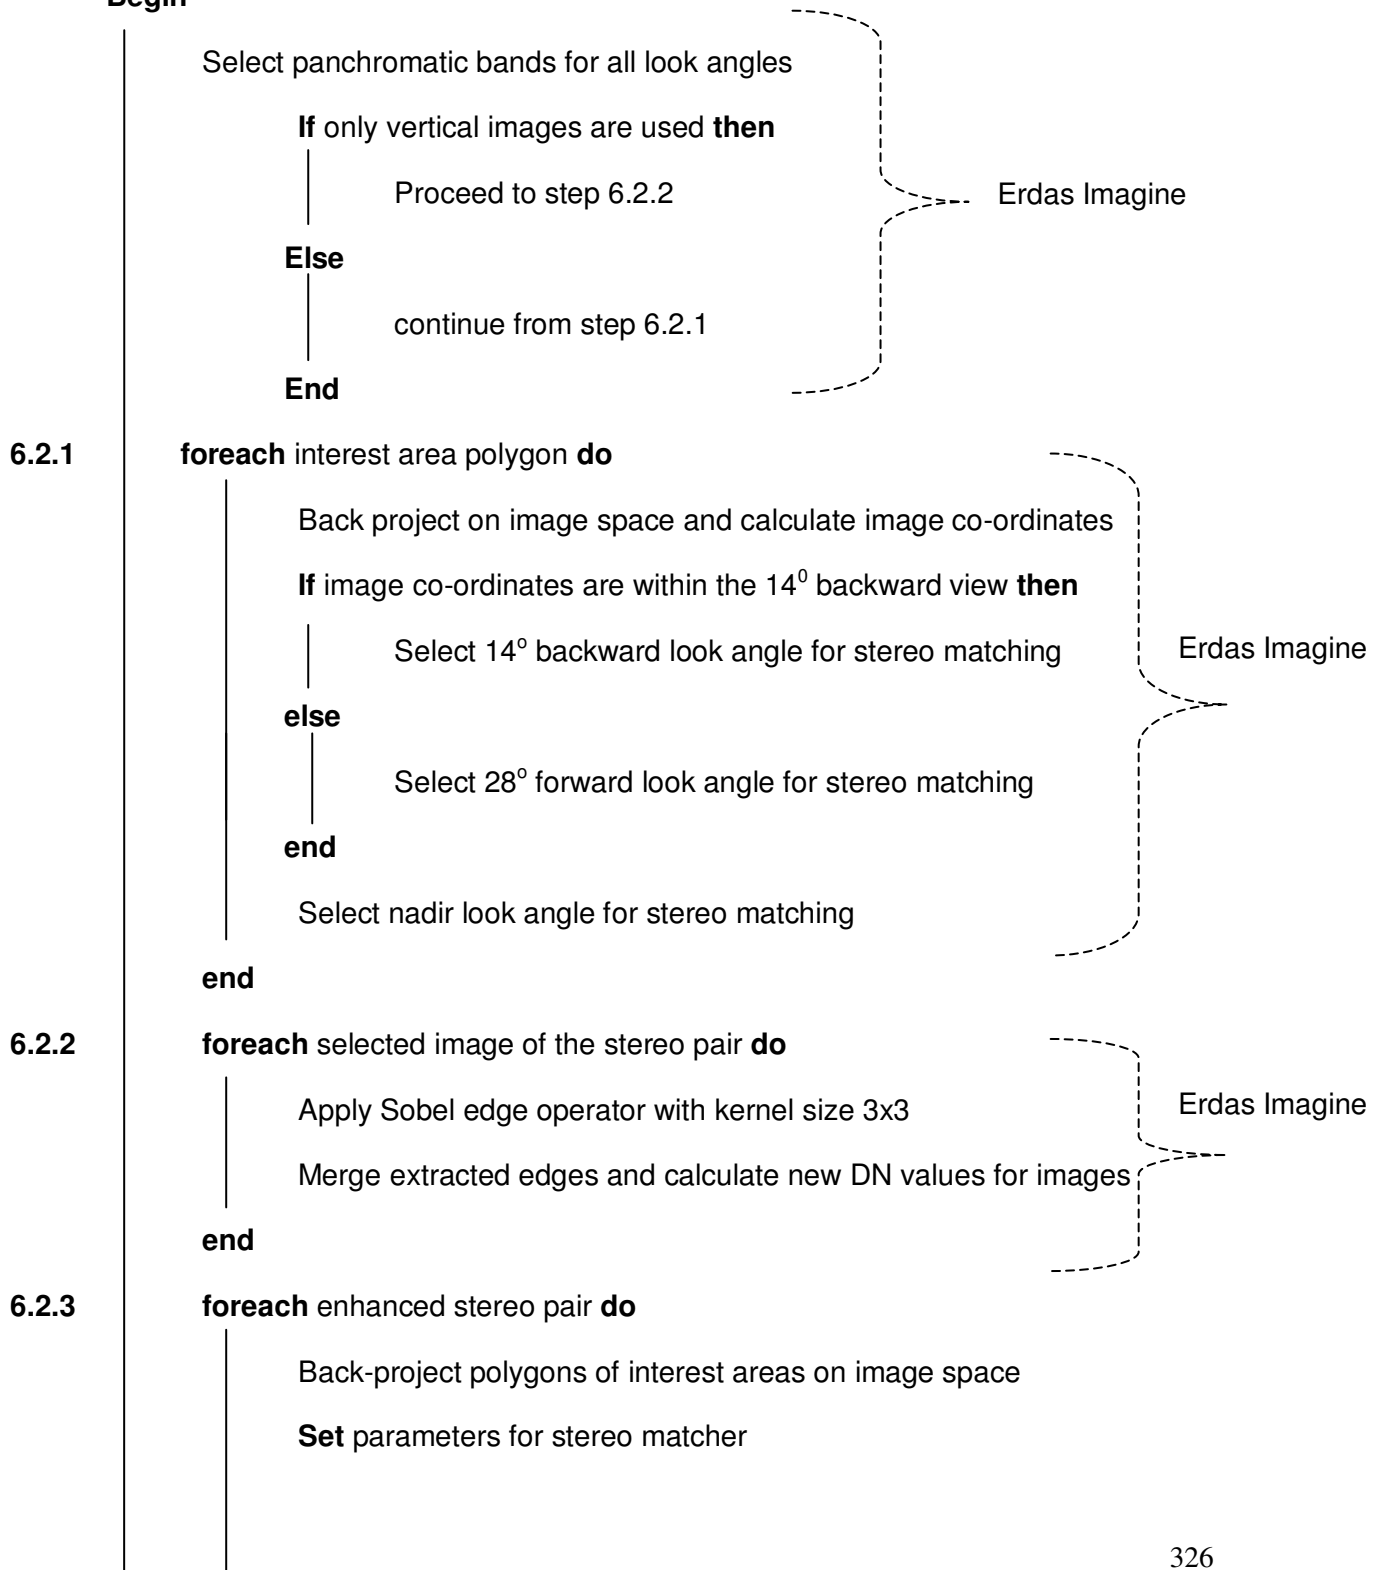 Begin
Select panchromatic bands for all look angles
If only vertical images are used then
Proceed to step 6.2.2
Erdas Imagine
Else
continue from step 6.2.1
End
6.2.1 foreach interest area polygon do
Back project on image space and calculate image co-ordinates
If image co-ordinates are within the 14⁰ backward view then
Select 14º backward look angle for stereo matching
Erdas Imagine
else
Select 28º forward look angle for stereo matching
end
Select nadir look angle for stereo matching
end
6.2.2 foreach selected image of the stereo pair do
Apply Sobel edge operator with kernel size 3x3
Erdas Imagine
Merge extracted edges and calculate new DN values for images
end
6.2.3 foreach enhanced stereo pair do
Back-project polygons of interest areas on image space
Set parameters for stereo matcher
326